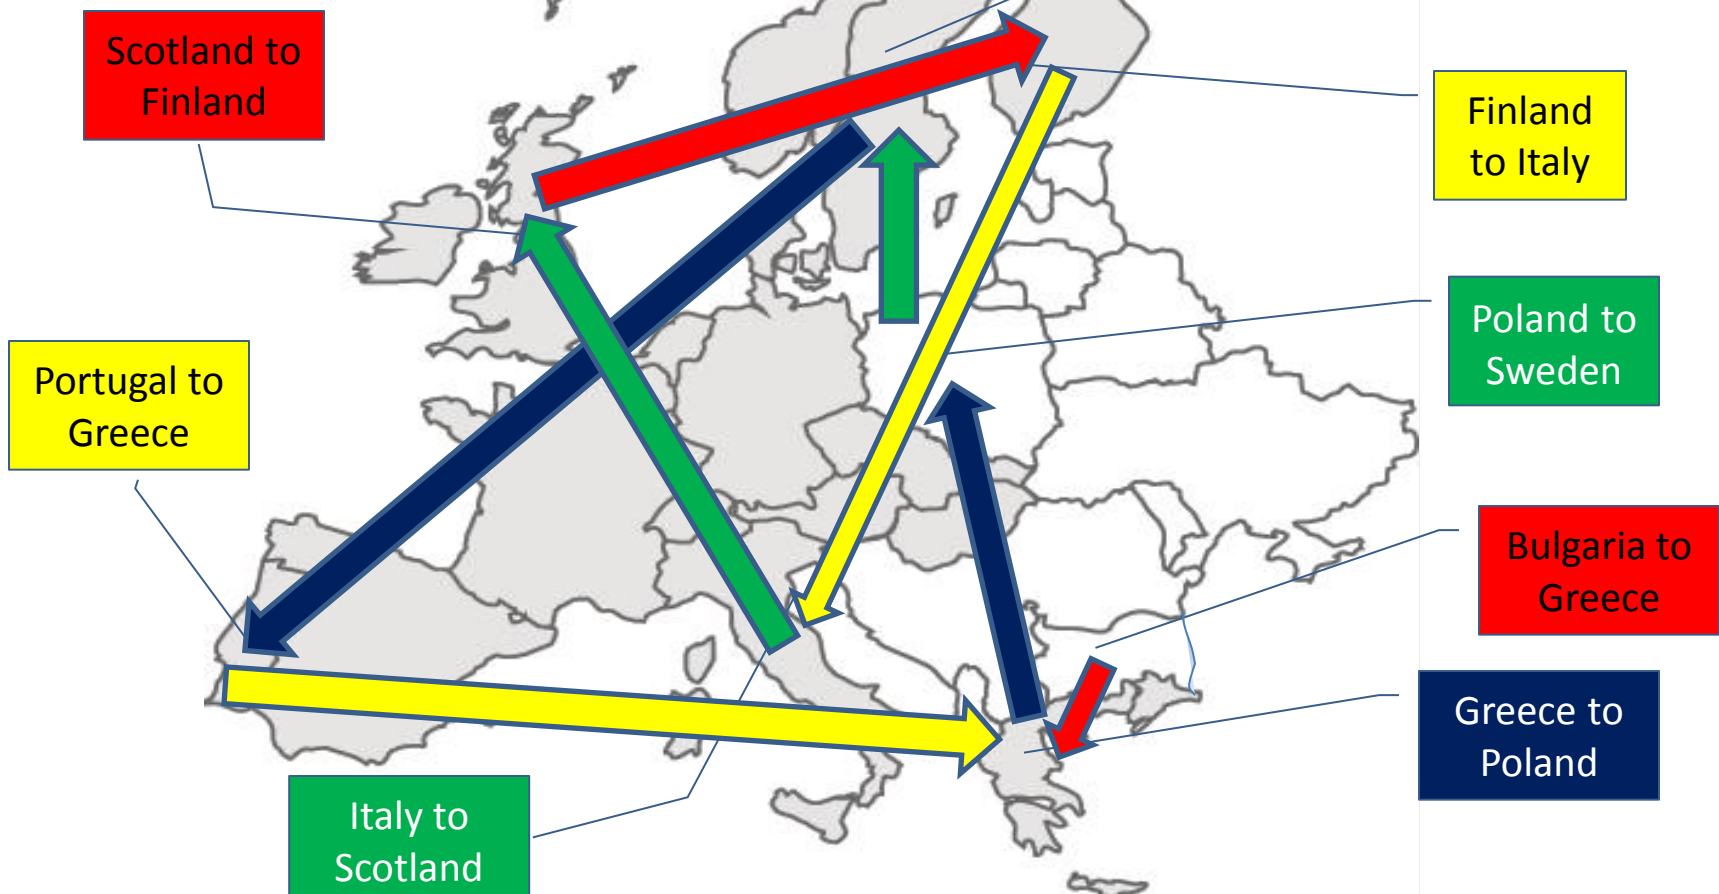 Scotland to
Finland
Finland
to Italy
Poland to
Sweden
Portugal to
Greece
Bulgaria to
Greece
Greece to
Poland
Italy to
Scotland